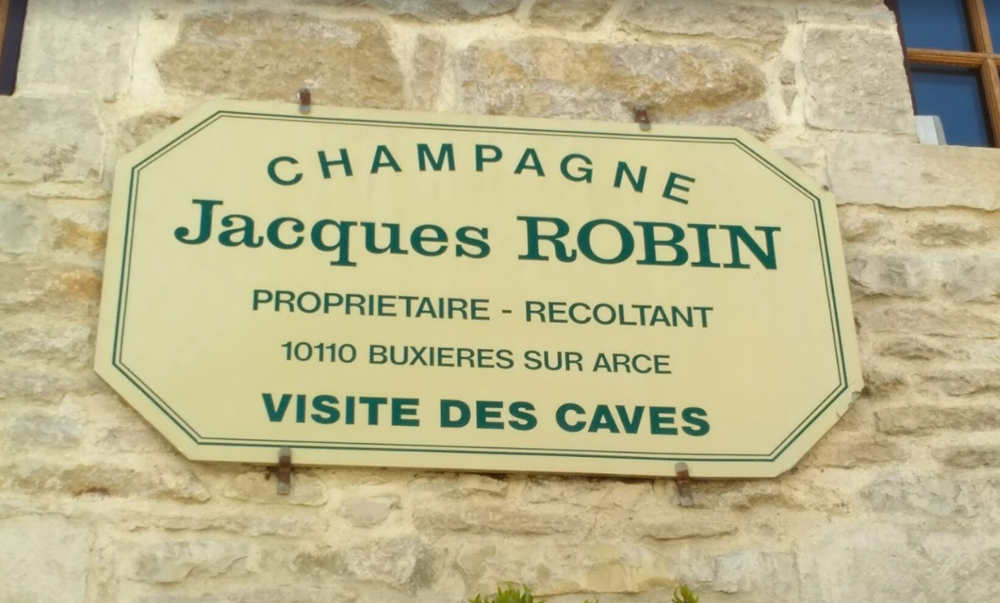 CHAMPAGNE
Jacques ROBIN
PROPRIETAIRE - RECOLTANT
10110 BUXIERES SUR ARCE
VISITE DES CAVES